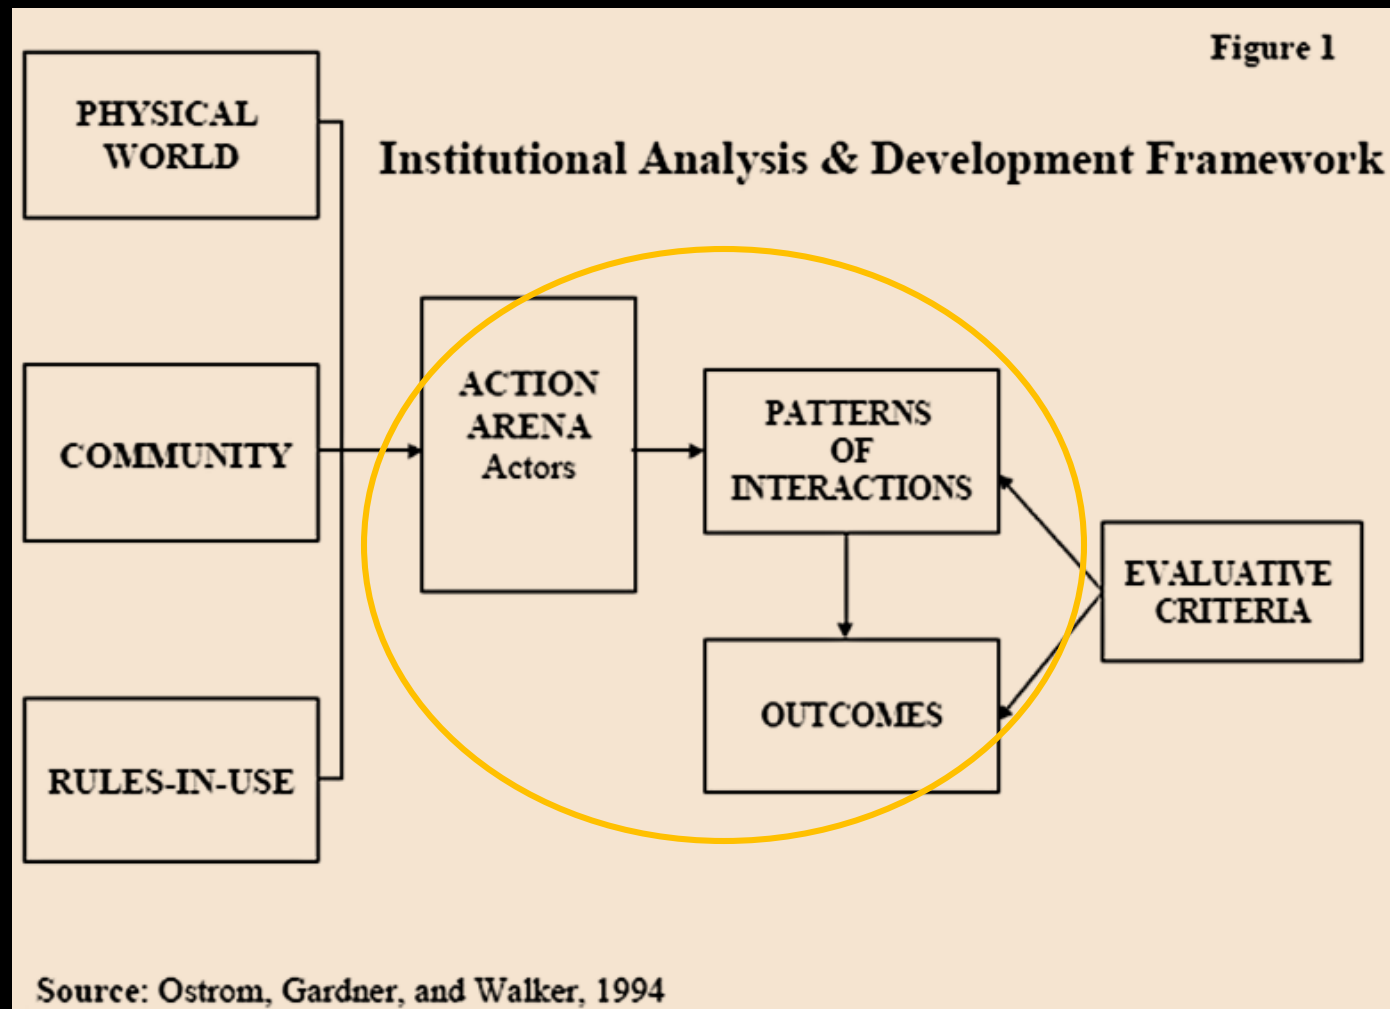 Figure 1
PHYSICAL
WORLD
Institutional Analysis & Development Framework
COMMUNITY
ACTION
ARENA
Actors
PATTERNS
OF
INTERACTIONS
EVALUATIVE
CRITERIA
OUTCOMES
RULES-IN-USE
Source: Ostrom, Gardner, and Walker, 1994